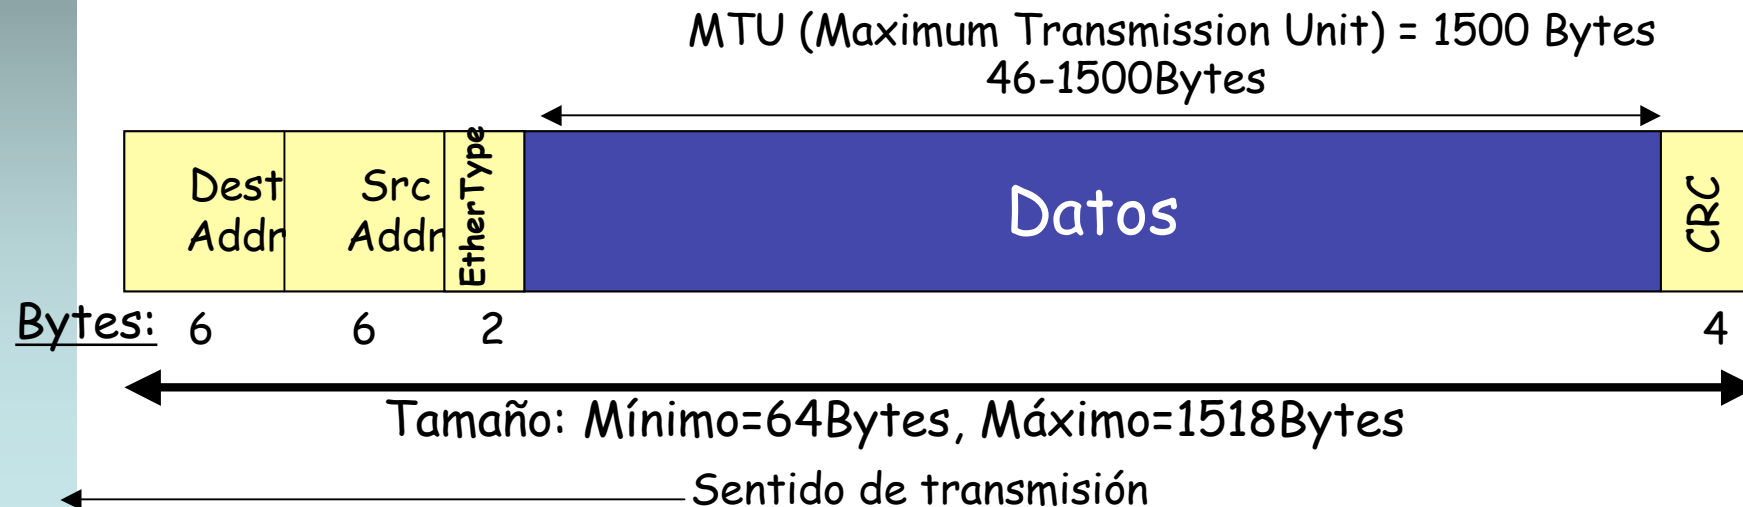 MTU (Maximum Transmission Unit) = 1500 Bytes
46-1500Bytes
Dest
Addr
Src
Addr
EtherType
Datos
CRC
Bytes: 6 6 2 4
Tamaño: Mínimo=64Bytes, Máximo=1518Bytes
Sentido de transmisión